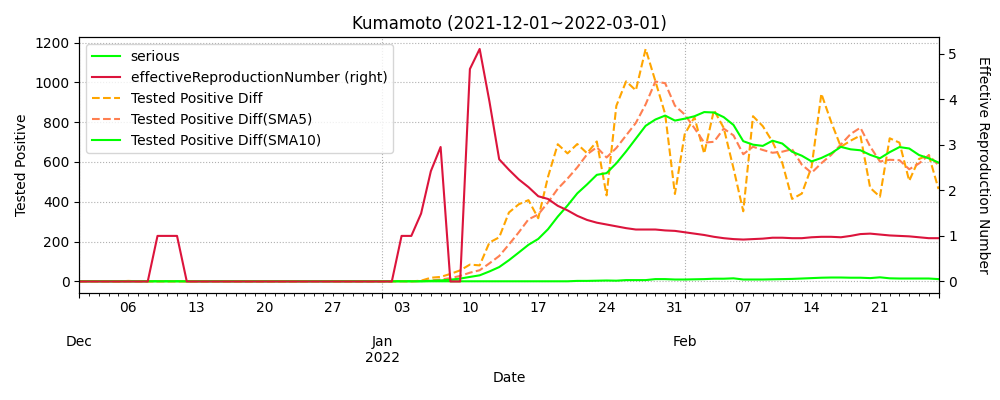 Kumamoto (2021-12-01~2022-03-01)
serious
effectiveReproductionNumber (right)
Tested Positive Diff
Tested Positive Diff(SMA5)
Tested Positive Diff(SMA10)
Tested Positive
1200
1000
800
600
400
200
0
5
4
3
2
1
0
Effective Reproduction Number
06 13 20 27 03 10 17 24 31 07 14 21
Dec Jan Feb
2022
Date